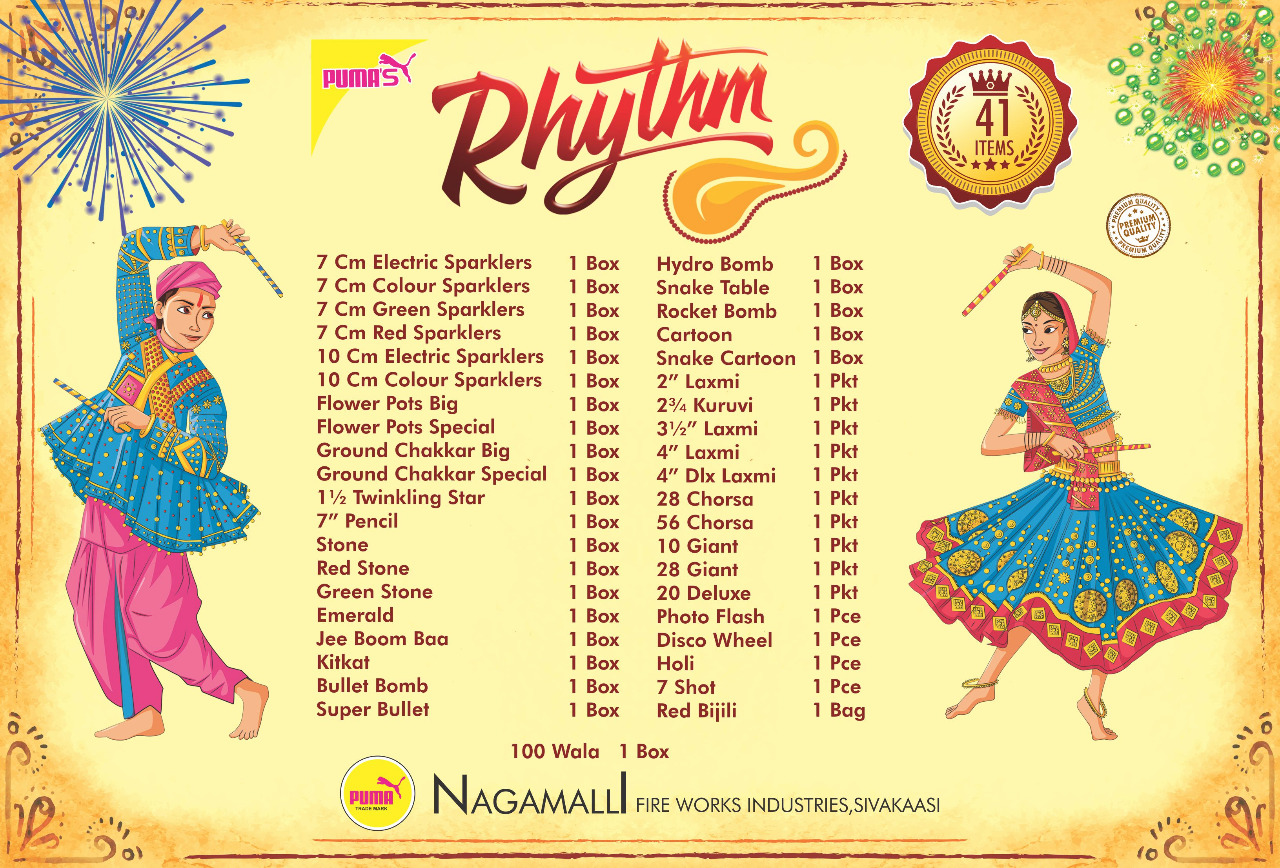 PUMA'S
Rhythm
41
ITEMS
PREMIUM QUALITY
PREMIUM
QUALITY
PREMIUM QUALITY
7 Cm Electric Sparklers 1 Box
7 Cm Colour Sparklers 1 Box
7 Cm Green Sparklers 1 Box
7 Cm Red Sparklers 1 Box
10 Cm Electric Sparklers 1 Box
10 Cm Colour Sparklers 1 Box
Flower Pots Big 1 Box
Flower Pots Special 1 Box
Ground Chakkar Big 1 Box
Ground Chakkar Special 1 Box
1½ Twinkling Star 1 Box
7” Pencil 1 Box
Stone 1 Box
Red Stone 1 Box
Green Stone 1 Box
Emerald 1 Box
Jee Boom Baa 1 Box
Kitkat 1 Box
Bullet Bomb 1 Box
Super Bullet 1 Box
Hydro Bomb 1 Box
Snake Table 1 Box
Rocket Bomb 1 Box
Cartoon 1 Box
Snake Cartoon 1 Box
2” Laxmi 1 Pkt
2¾ Kuruvi 1 Pkt
3½” Laxmi 1 Pkt
4” Laxmi 1 Pkt
4” Dlx Laxmi 1 Pkt
28 Chorsa 1 Pkt
56 Chorsa 1 Pkt
10 Giant 1 Pkt
28 Giant 1 Pkt
20 Deluxe 1 Pkt
Photo Flash 1 Pce
Disco Wheel 1 Pce
Holi 1 Pce
7 Shot 1 Pce
Red Bijili 1 Bag
100 Wala 1 Box
PUMA
TRADE MARK
NAGAMALLI FIRE WORKS INDUSTRIES,SIVAKAASI